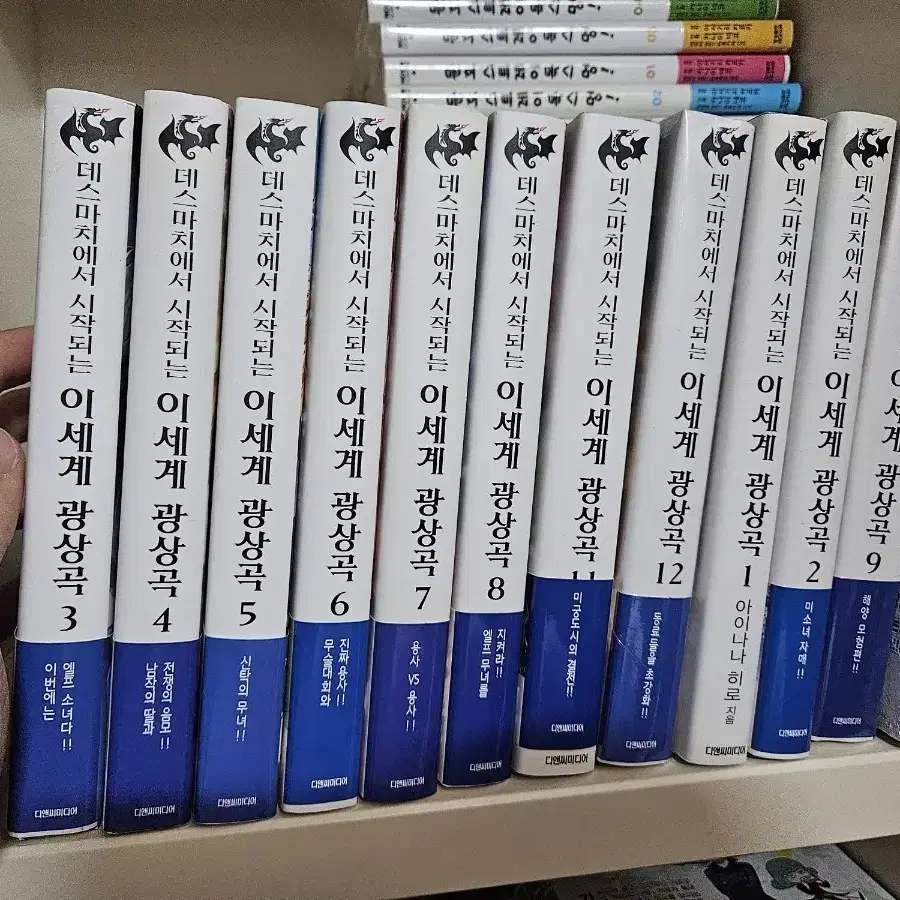 데스마치에서 시작되는 이세계 광상곡 3
이번에는
엘프 소녀다!!
디앤씨미디어
데스마치에서 시작되는 이세계 광상곡 4
남작의 딸과
전쟁의 음모!!
디앤씨미디어
데스마치에서 시작되는 이세계 광상곡 5
신탁의 무녀!!
디앤씨미디어
데스마치에서 시작되는 이세계 광상곡 6
무술대회와
진짜 용사!!
디앤씨미디어
데스마치에서 시작되는 이세계 광상곡 7
용사 VS 용사!!
디앤씨미디어
데스마치에서 시작되는 이세계 광상곡 8
엘프 무녀를
지켜라!!
디앤씨미디어
데스마치에서 시작되는 이세계 광상곡 11
미궁도시의 결전!!
디앤씨미디어
데스마치에서 시작되는 이세계 광상곡 12
동료들을 초강화!!
디앤씨미디어
데스마치에서 시작되는 이세계 광상곡 1
아이나나 히로 지음
디앤씨미디어
데스마치에서 시작되는 이세계 광상곡 2
미소녀 자매!!
디앤씨미디어
데스마치에서 시작되는 이세계 광상곡 9
해양 모험편!!
디앤씨미디어